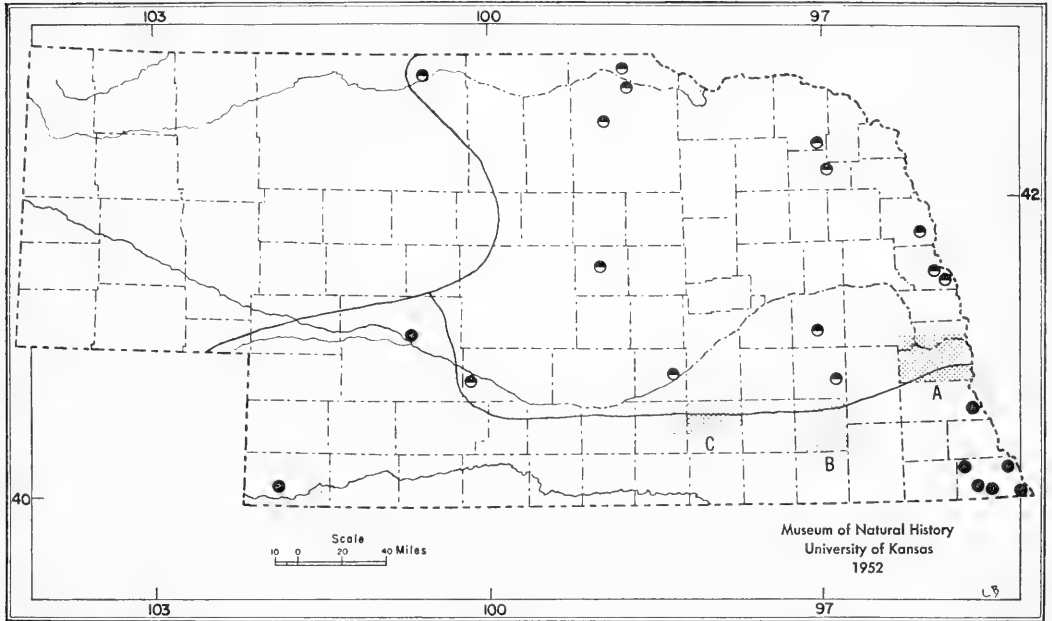 103 100 97
42
A
C
B
40
Scale
10 0 20 40 Miles
Museum of Natural History
University of Kansas
1952
LB
103 100 97